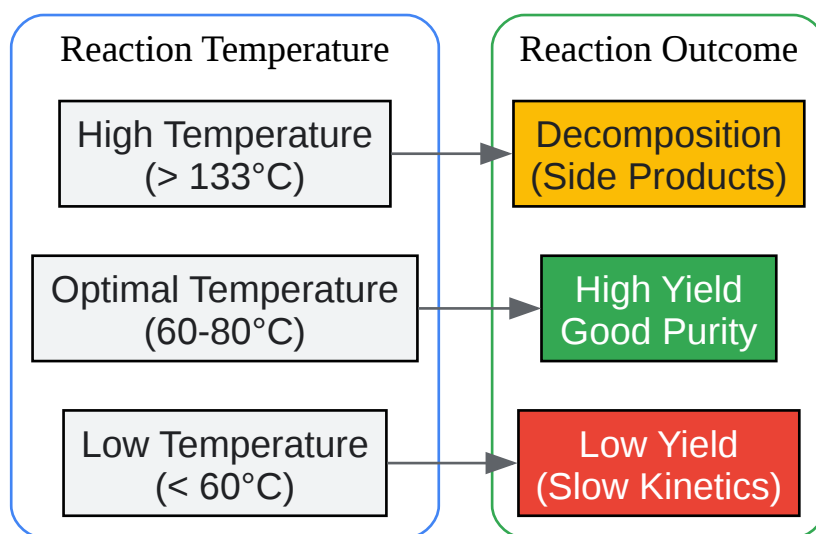 Reaction Temperature
Reaction Outcome
High Temperature
(> 133°C)
Decomposition
(Side Products)
Optimal Temperature
(60-80°C)
High Yield
Good Purity
Low Temperature
(< 60°C)
Low Yield
(Slow Kinetics)